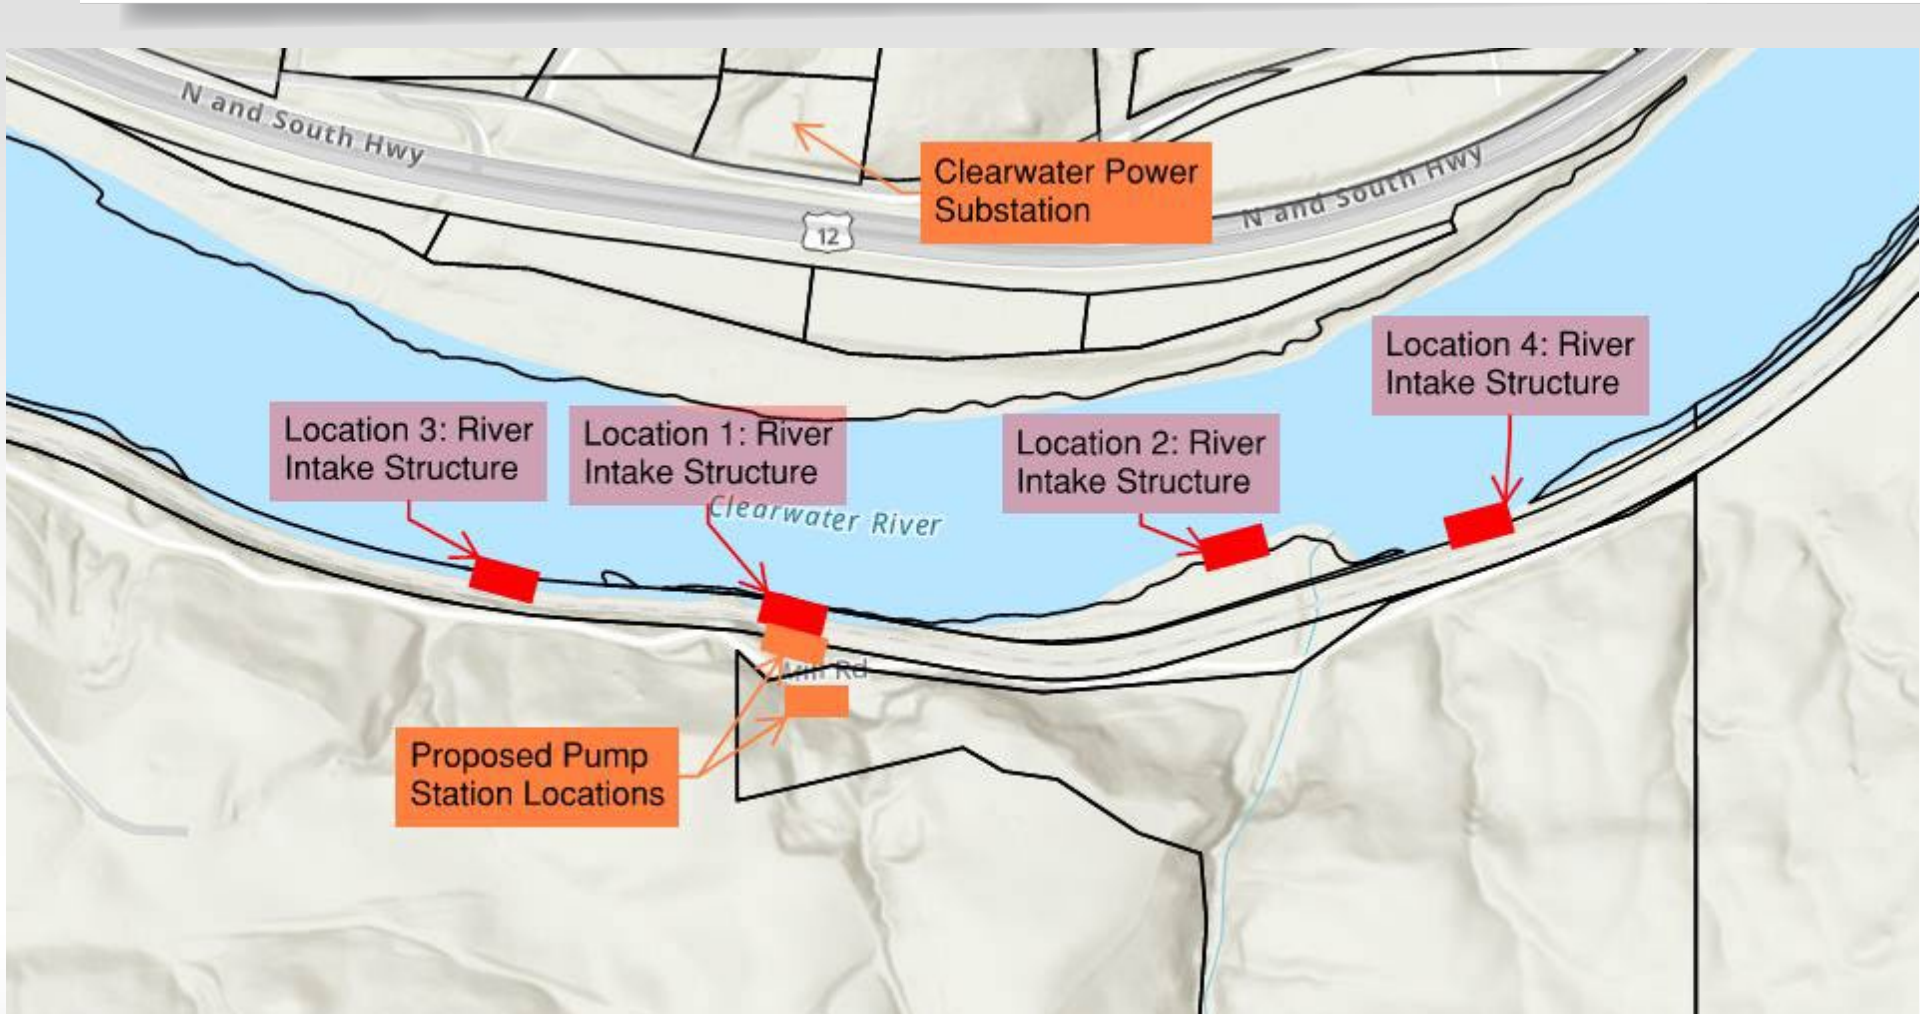 N and South Hwy
Clearwater Power
Substation
N and South Hwy
12
Location 4: River
Intake Structure
Location 3: River
Intake Structure
Location 1: River
Intake Structure
Location 2: River
Intake Structure
Clearwater River
Rd
Proposed Pump
Station Locations